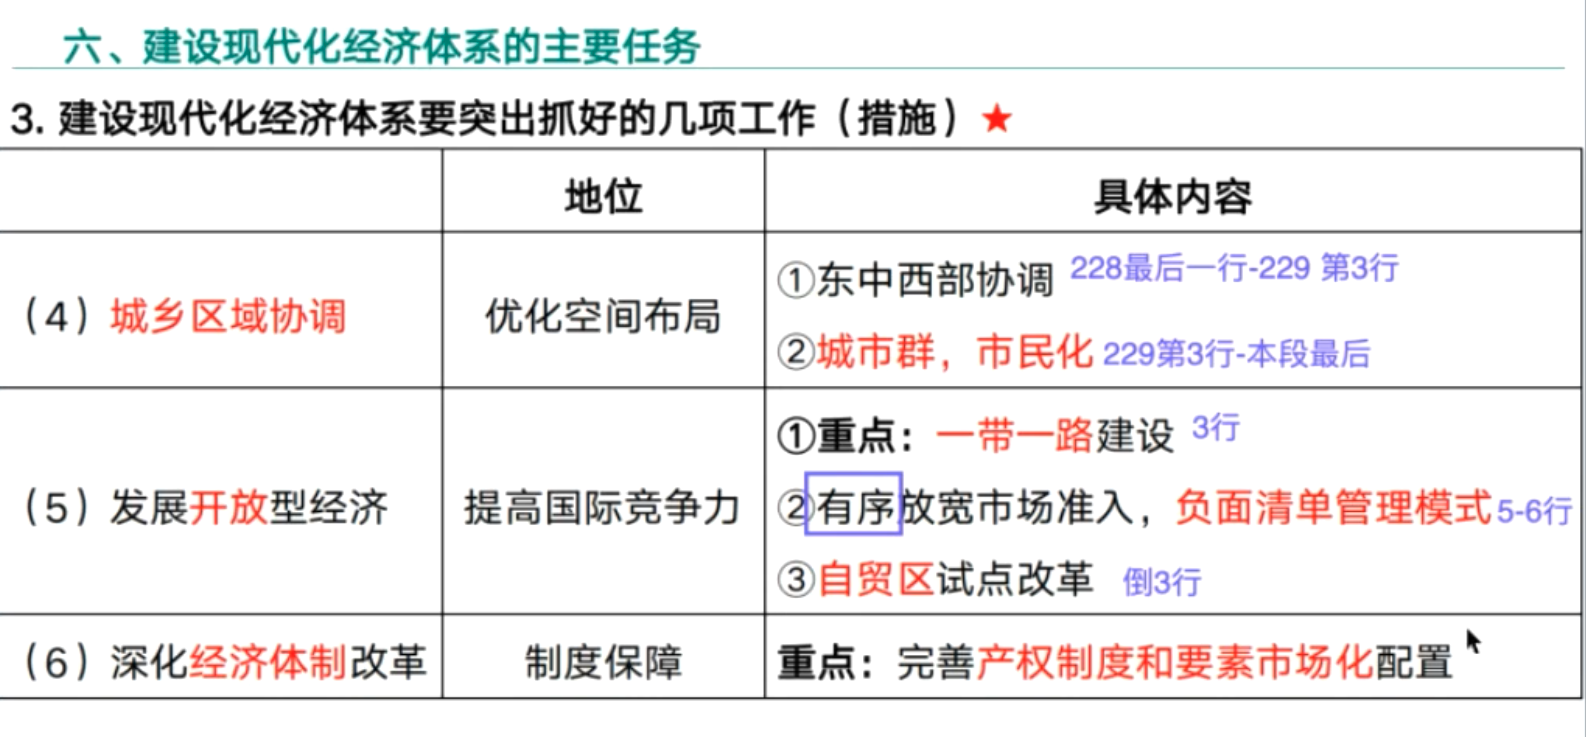 六、建设现代化经济体系的主要任务
3. 建设现代化经济体系要突出抓好的几项工作（措施）★
地位
具体内容
（4）城乡区域协调
优化空间布局
①东中西部协调 228最后一行-229 第3行
②城市群，市民化 229第3行-本段最后
（5）发展开放型经济
提高国际竞争力
①重点：一带一路建设 3行
②有序放宽市场准入，负面清单管理模式 5-6行
③自贸区试点改革 倒3行
（6）深化经济体制改革
制度保障
重点：完善产权制度和要素市场化配置